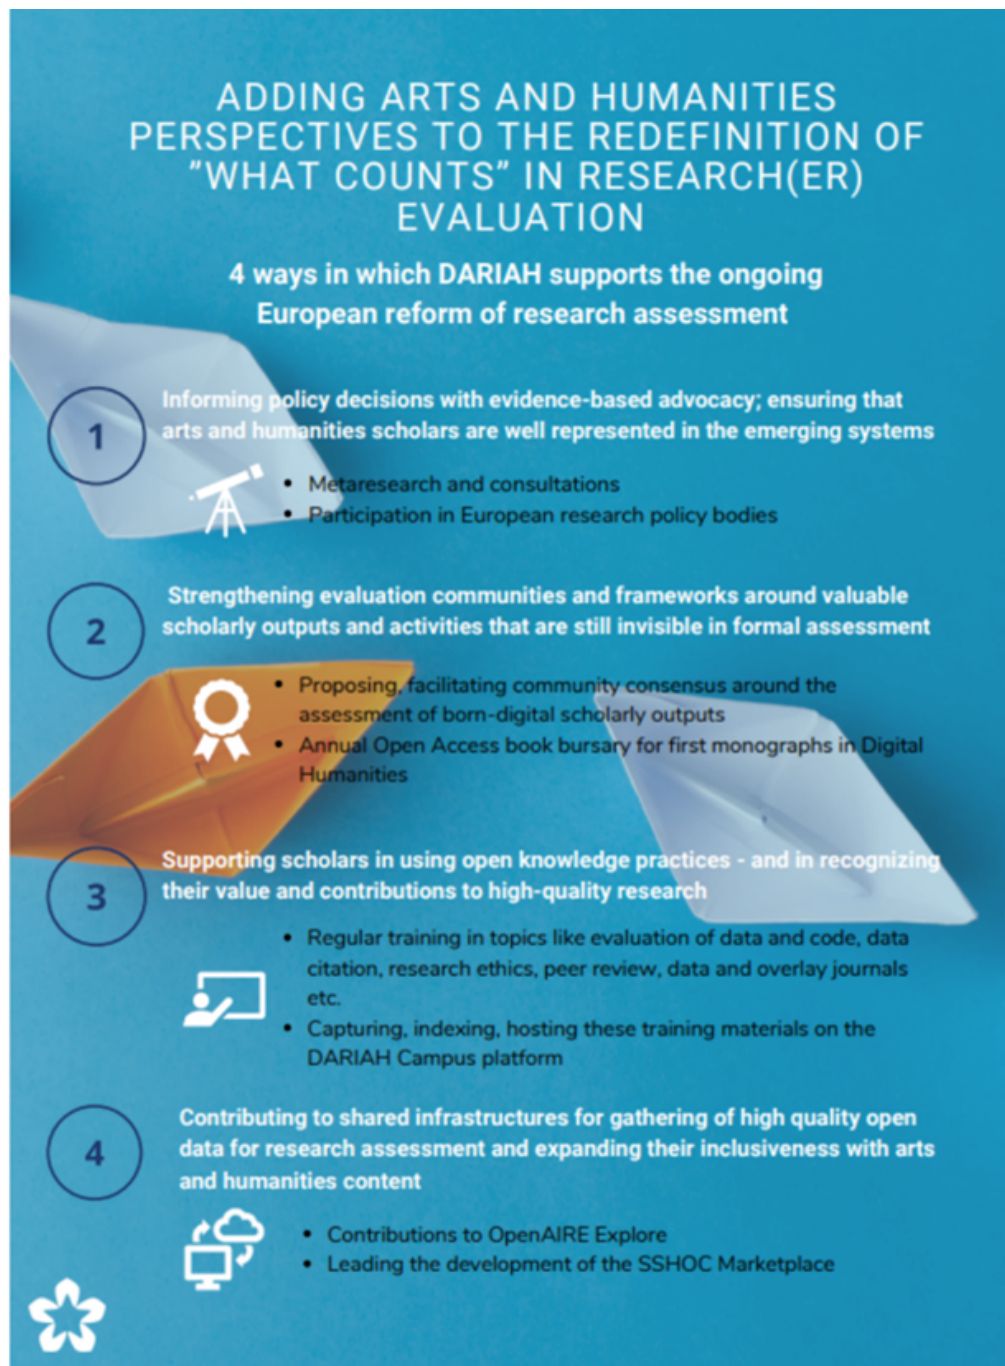 ADDING ARTS AND HUMANITIES
PERSPECTIVES TO THE REDEFINITION OF
"WHAT COUNTS" IN RESEARCH(ER)
EVALUATION
4 ways in which DARIAH supports the ongoing
European reform of research assessment
1
Informing policy decisions with evidence-based advocacy; ensuring that
arts and humanities scholars are well represented in the emerging systems
• Metaresearch and consultations
• Participation in European research policy bodies
2
Strengthening evaluation communities and frameworks around valuable
scholarly outputs and activities that are still invisible in formal assessment
• Proposing, facilitating community consensus around the
assessment of born-digital scholarly outputs
• Annual Open Access book bursary for first monographs in Digital
Humanities
3
Supporting scholars in using open knowledge practices - and in recognizing
their value and contributions to high-quality research
• Regular training in topics like evaluation of data and code, data
citation, research ethics, peer review, data and overlay journals
etc.
• Capturing, indexing, hosting these training materials on the
DARIAH Campus platform
4
Contributing to shared infrastructures for gathering of high quality open
data for research assessment and expanding their inclusiveness with arts
and humanities content
• Contributions to OpenAIRE Explore
• Leading the development of the SSHOC Marketplace